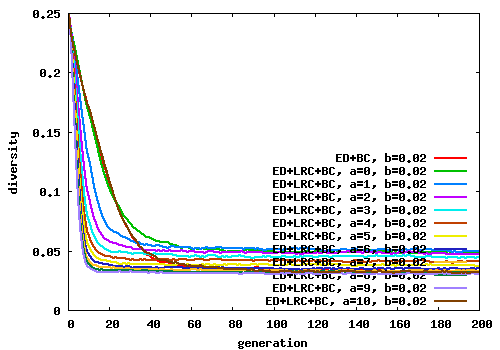 0.25
0.2
0.15
0.1
0.05
0
diversity
ED+BC, b=0.02
ED+LRC+BC, a=0, b=0.02
ED+LRC+BC, a=1, b=0.02
ED+LRC+BC, a=2, b=0.02
ED+LRC+BC, a=3, b=0.02
ED+LRC+BC, a=4, b=0.02
ED+LRC+BC, a=5, b=0.02
ED+LRC+BC, a=6, b=0.02
ED+LRC+BC, a=7, b=0.02
ED+LRC+BC, a=8, b=0.02
ED+LRC+BC, a=9, b=0.02
ED+LRC+BC, a=10, b=0.02
0 20 40 60 80 100 120 140 160 180 200
generation